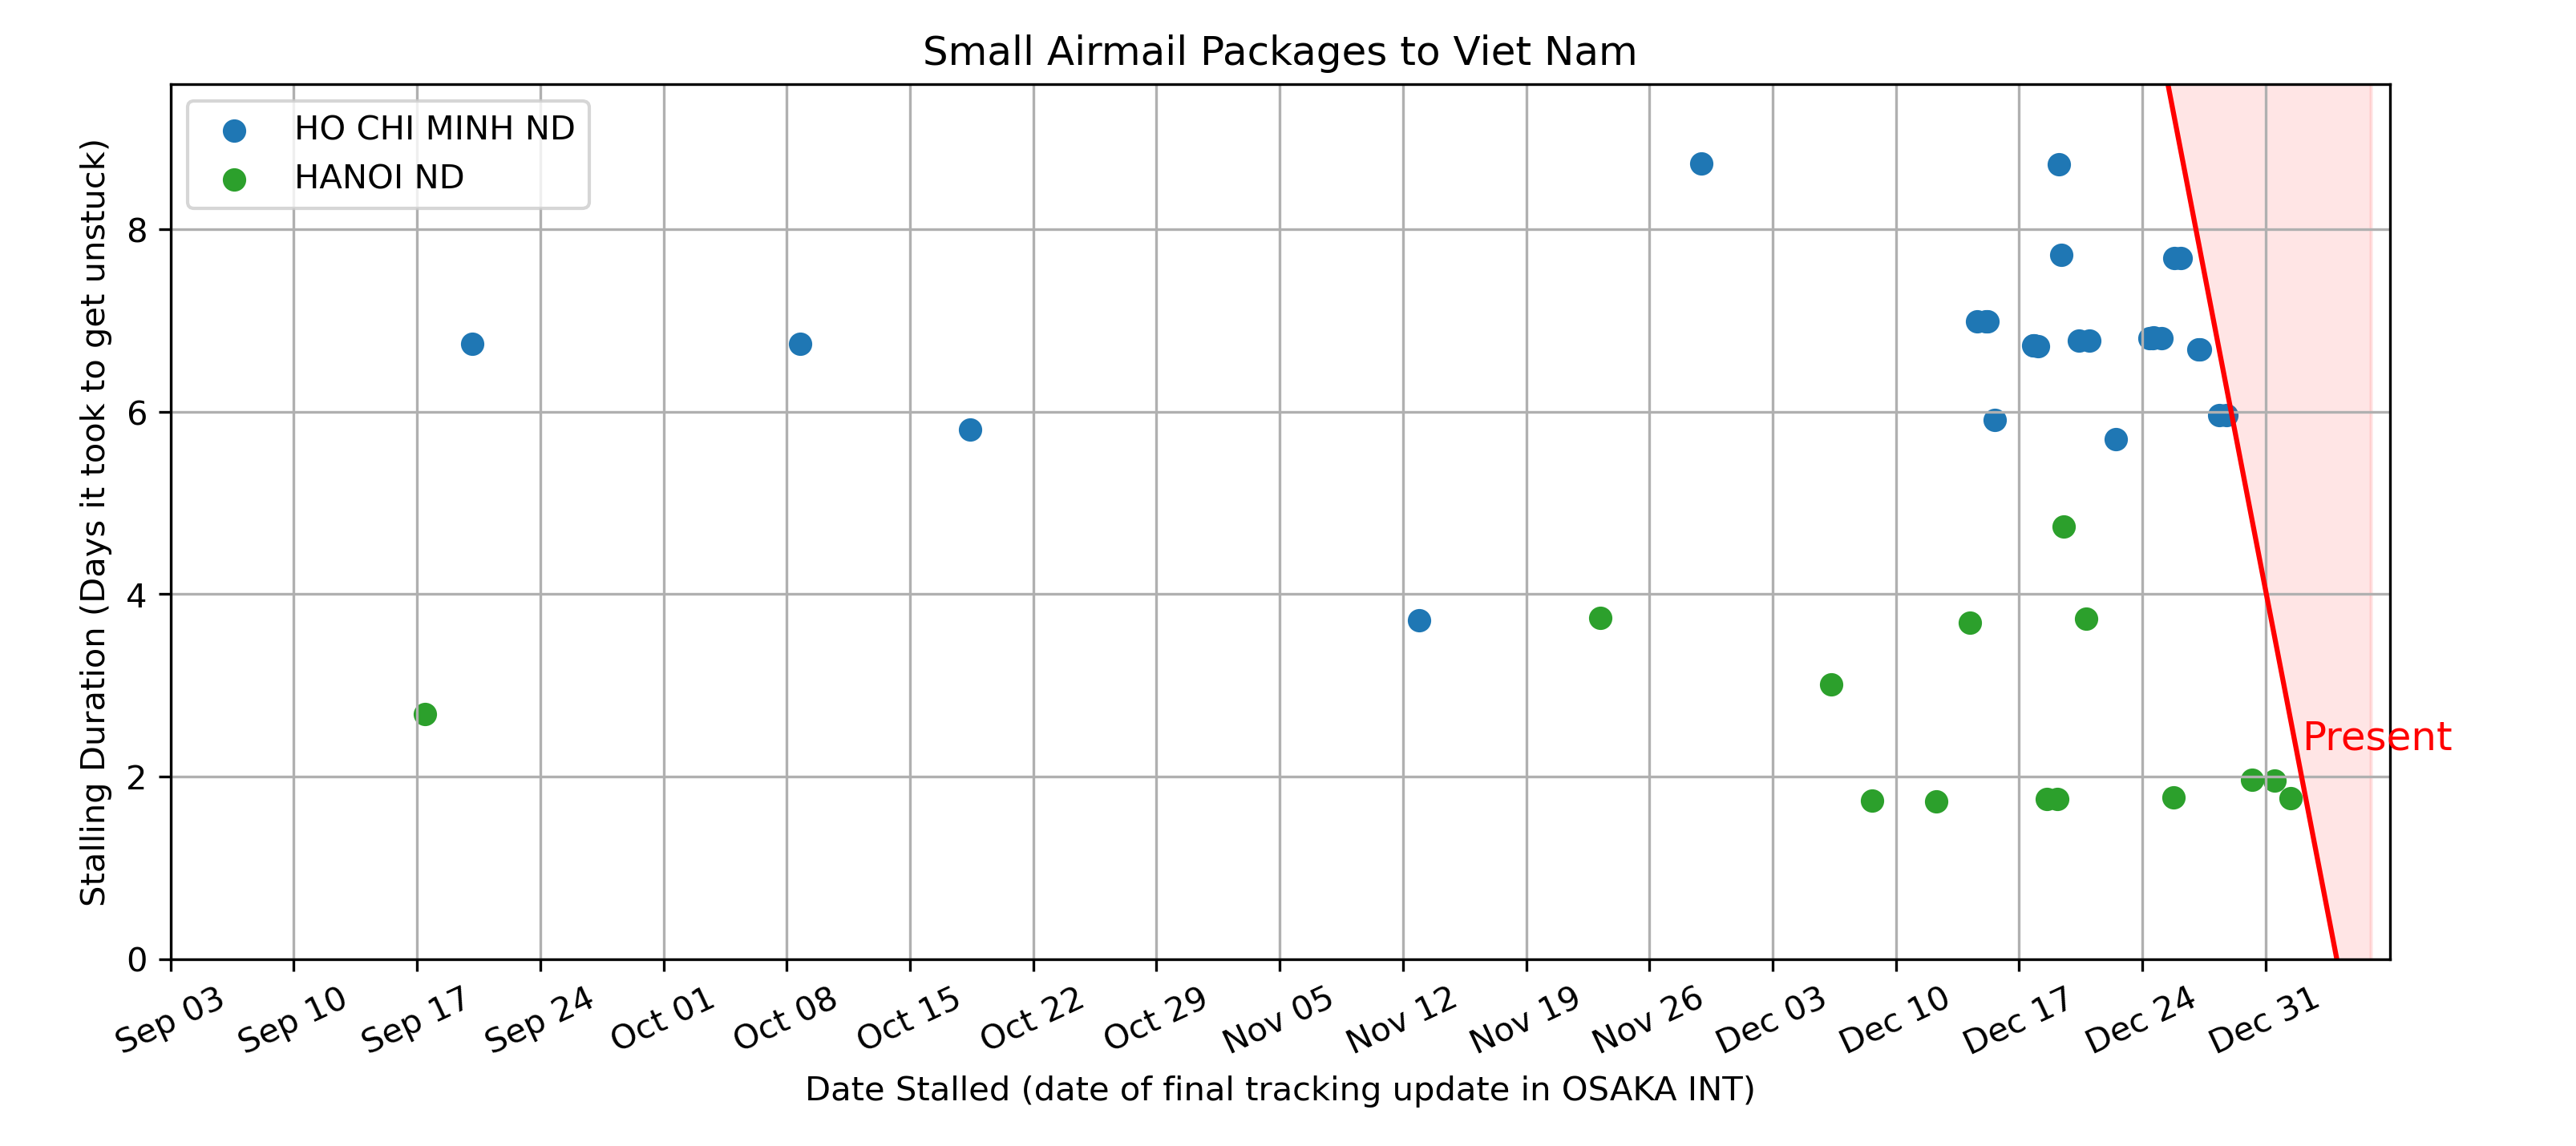 Small Airmail Packages to Viet Nam
HO CHI MINH ND
HANOI ND
Stalling Duration (Days it took to get unstuck)
8
6
4
2
0
Present
Sep 03
Sep 10
Sep 17
Sep 24
Oct 01
Oct 08
Oct 15
Oct 22
Oct 29
Nov 05
Nov 12
Nov 19
Nov 26
Dec 03
Dec 10
Dec 17
Dec 24
Dec 31
Date Stalled (date of final tracking update in OSAKA INT)